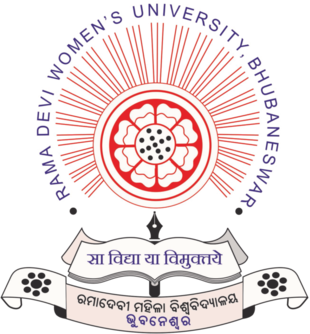 RAMA DEVI WOMEN'S UNIVERSITY, BHUBANESWAR
सा विद्या या विमुक्तये
ରମାଦେବୀ ମହିଳା ବିଶ୍ୱବିଦ୍ୟାଳୟ
ଭୁବନେଶ୍ୱର